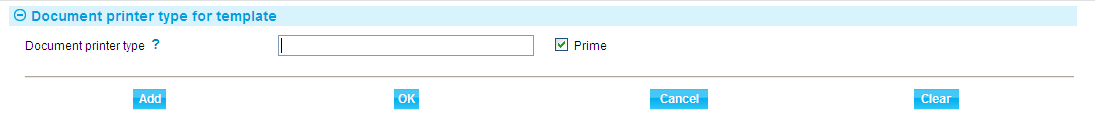 Document printer type for template
Document printer type ? Prime
Add OK Cancel Clear